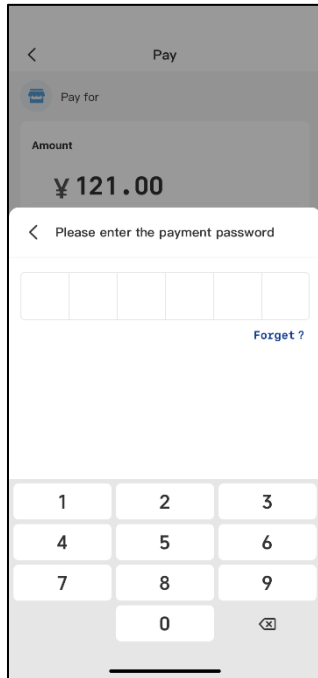 Pay
Pay for
Amount
¥ 121.00
Please enter the payment password
Forget ?
1 2 3
4 5 6
7 8 9
0